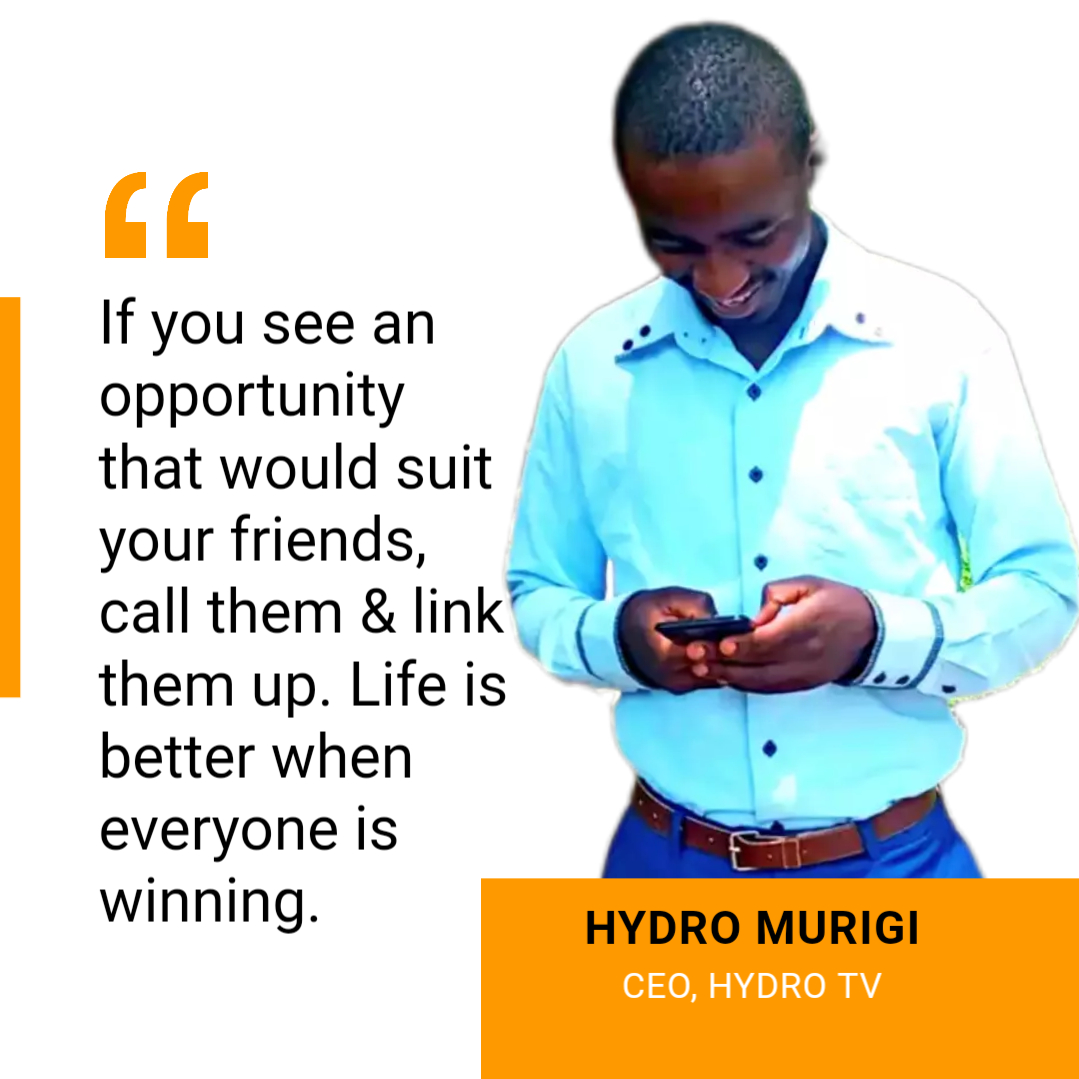 “
If you see an
opportunity
that would suit
your friends,
call them & link
them up. Life is
better when
everyone is
winning.
HYDRO MURIGI
CEO, HYDRO TV